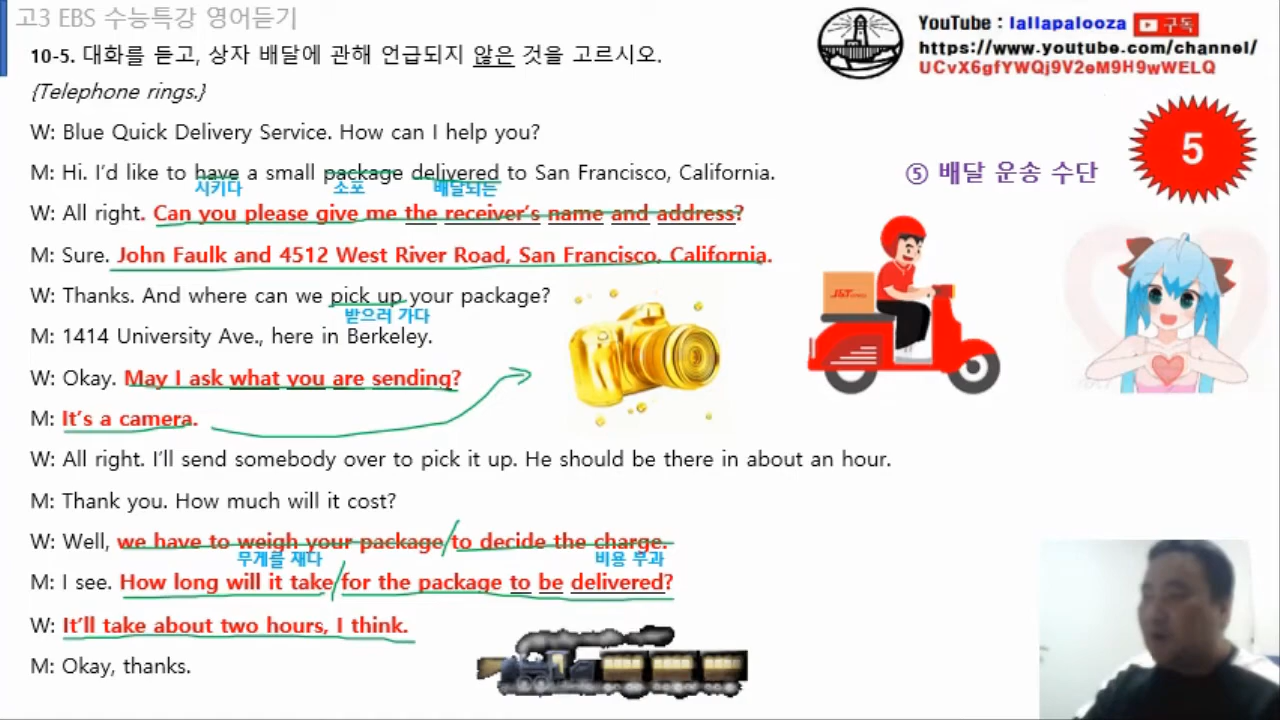 고3 EBS 수능특강 영어듣기
YouTube : lallapalooza 구독
https://www.youtube.com/channel/
UCvX6gfYWQj9V2eM9H9wWELQ
10-5. 대화를 듣고, 상자 배달에 관해 언급되지 않은 것을 고르시오.
{Telephone rings.}
W: Blue Quick Delivery Service. How can I help you?
M: Hi. I'd like to have a small package delivered to San Francisco, California.
시키다 소포 배달되는
5
⑤ 배달 운송 수단
W: All right. Can you please give me the receiver's name and address?
M: Sure. John Faulk and 4512 West River Road, San Francisco, California.
W: Thanks. And where can we pick up your package?
받으러 가다
J&T EXPRESS
M: 1414 University Ave., here in Berkeley.
W: Okay. May I ask what you are sending?
M: It's a camera.
W: All right. I'll send somebody over to pick it up. He should be there in about an hour.
M: Thank you. How much will it cost?
W: Well, we have to weigh your package/to decide the charge.
무게를 재다 비용 부과
M: I see. How long will it take/for the package to be delivered?
W: It'll take about two hours, I think.
M: Okay, thanks.